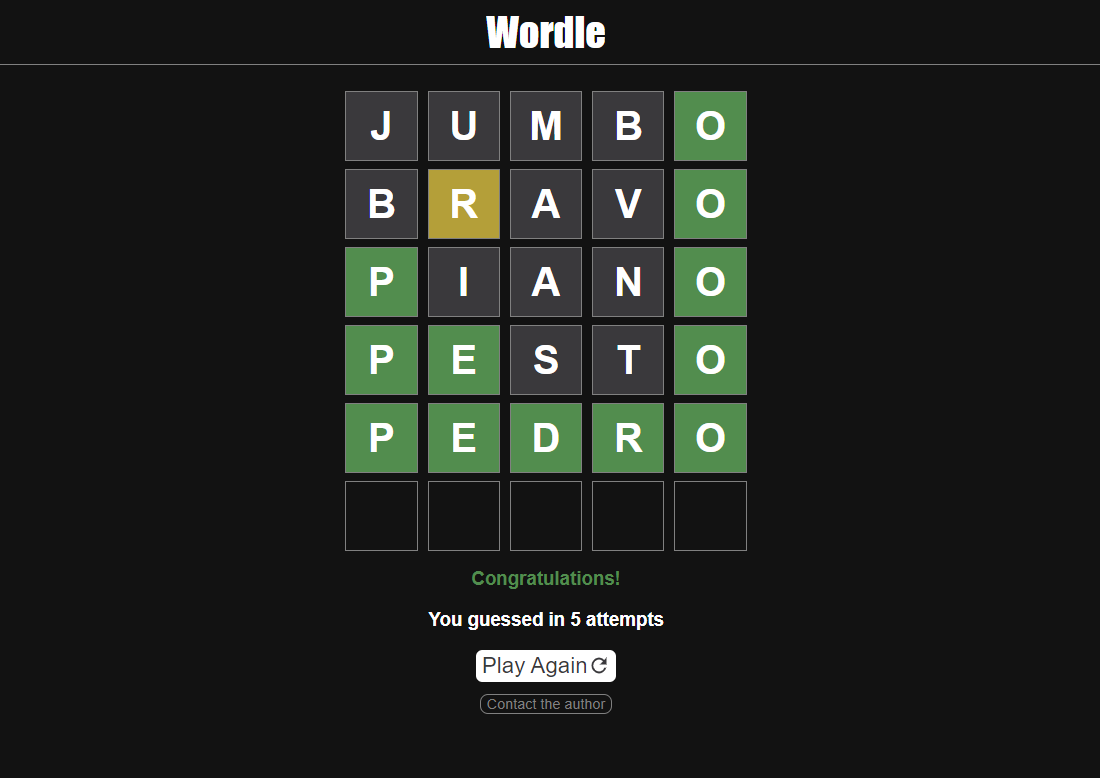 Wordle
J U M B O
B R A V O
P I A N O
P E S T O
P E D R O
Congratulations!
You guessed in 5 attempts
Play Again
Contact the author